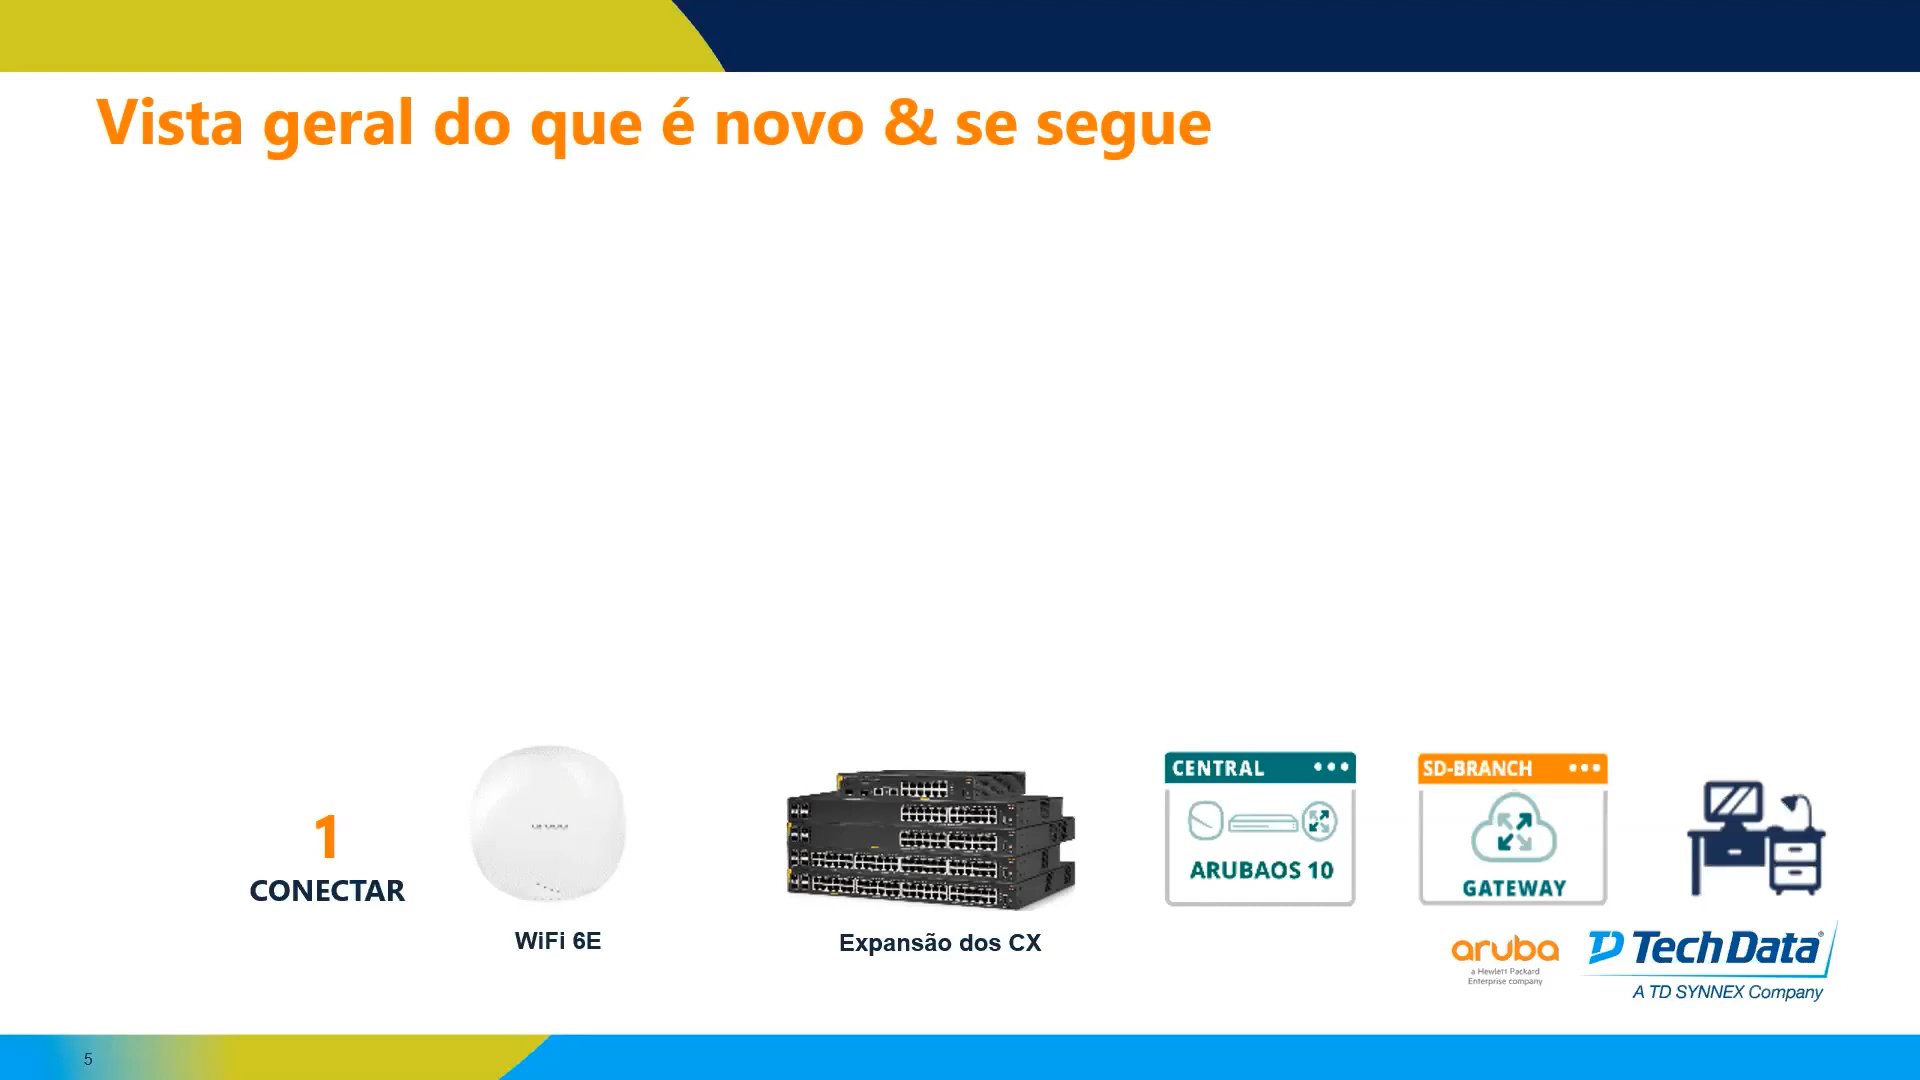 Vista geral do que é novo & se segue
1
CONECTAR
aruba
WiFi 6E
Expansão dos CX
CENTRAL
ARUBAOS 10
SD-BRANCH
GATEWAY
aruba
a Hewlett Packard
Enterprise company
TechData
A TD SYNNEX Company
5